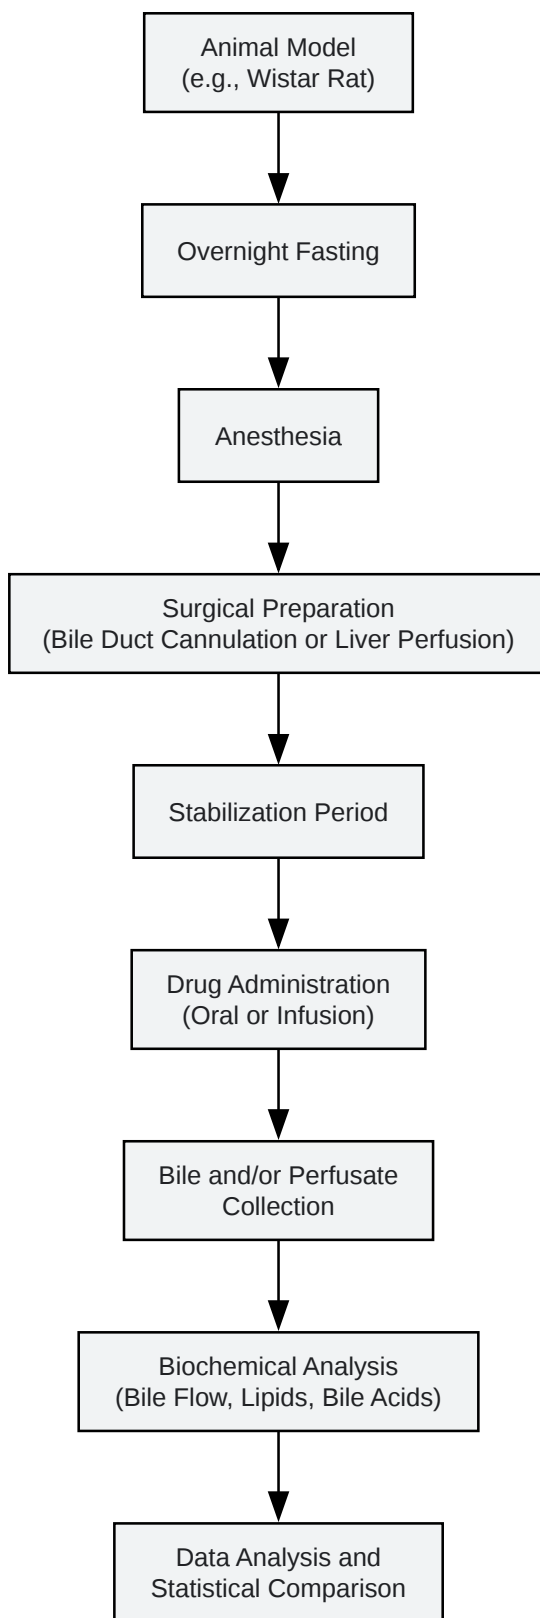 Animal Model
(e.g., Wistar Rat)
Overnight Fasting
Anesthesia
Surgical Preparation
(Bile Duct Cannulation or Liver Perfusion)
Stabilization Period
Drug Administration
(Oral or Infusion)
Bile and/or Perfusate
Collection
Biochemical Analysis
(Bile Flow, Lipids, Bile Acids)
Data Analysis and
Statistical Comparison